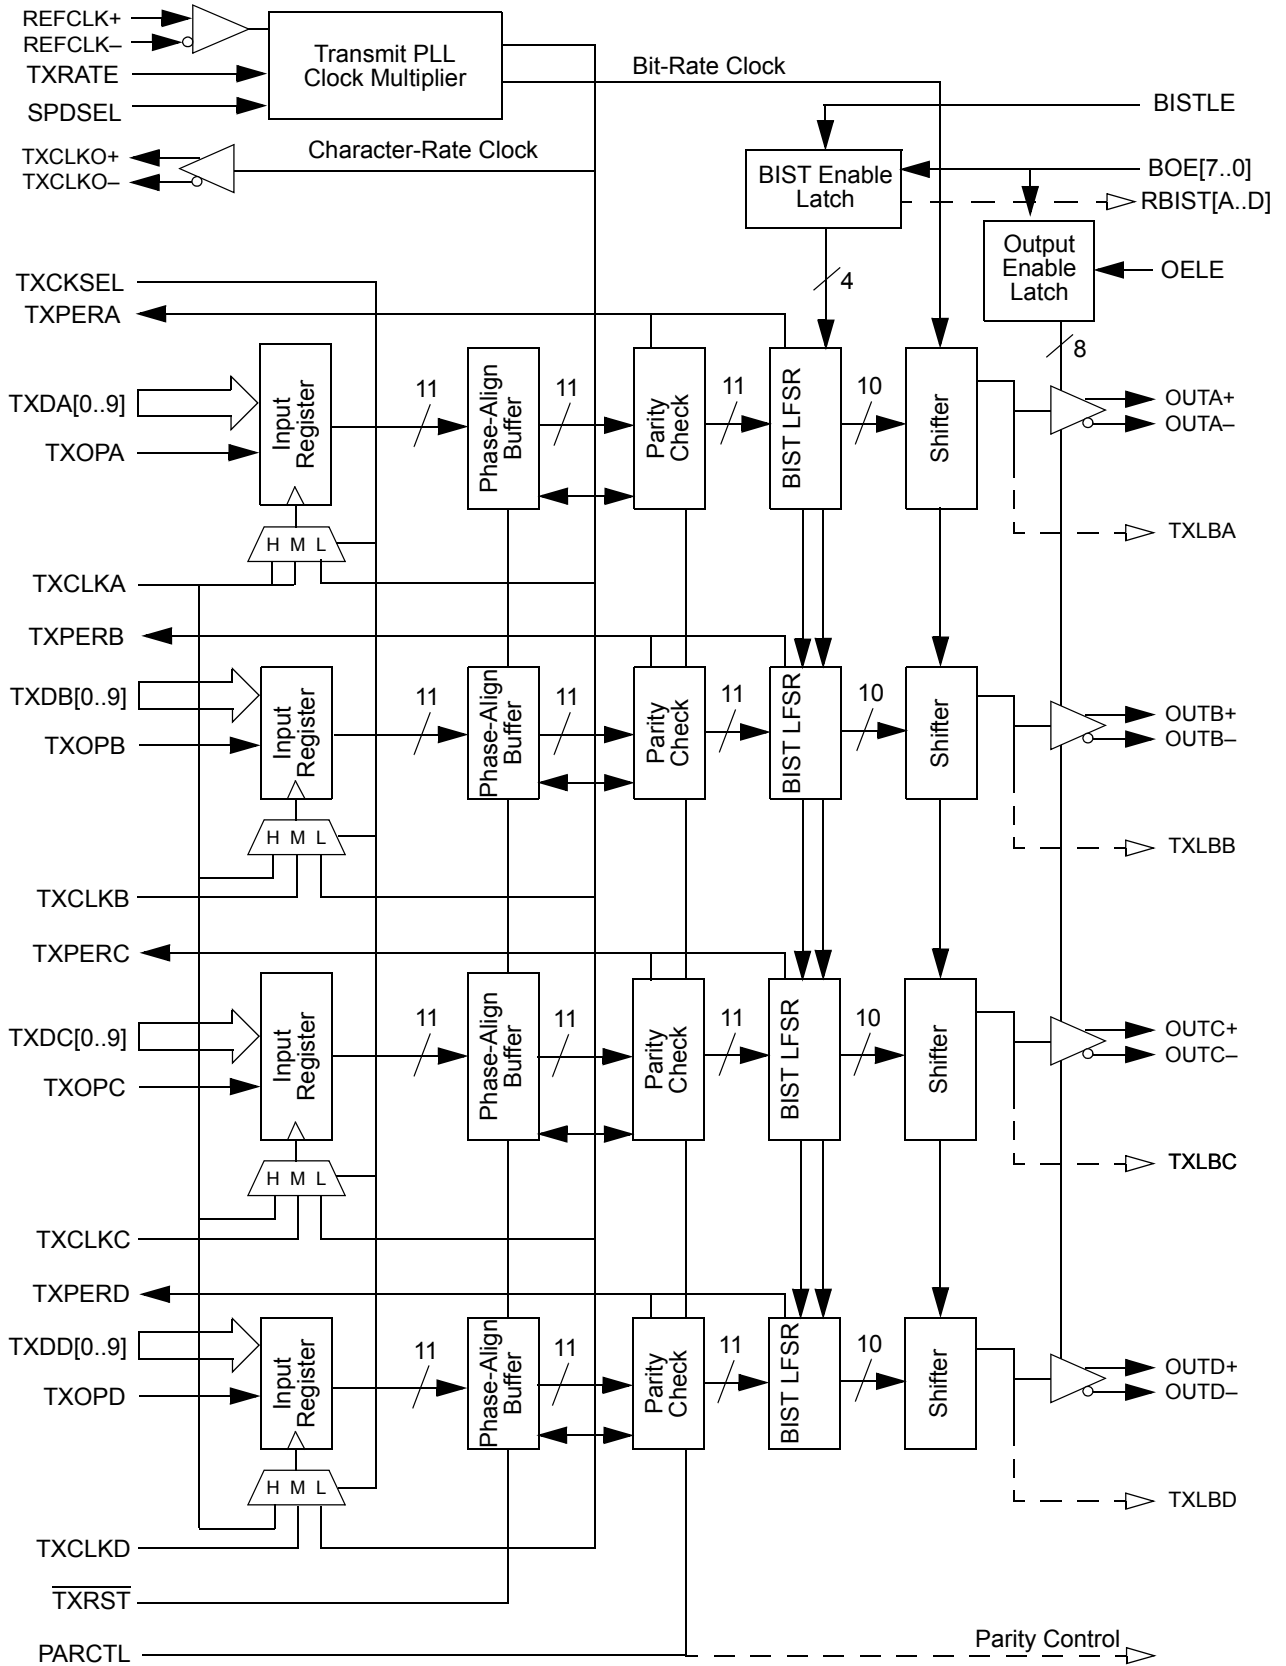 REFCLK+
REFCLK–
TXRATE
SPDSEL
Transmit PLL
Clock Multiplier
Bit-Rate Clock
BISTLE
TXCLKO+
TXCLKO–
Character-Rate Clock
BIST Enable
Latch
BOE[7..0]
RBIST[A..D]
Output
Enable
Latch
OELE
4
8
TXCKSEL
TXPERA
TXDA[0..9]
TXOPA
Input
Register
11
Phase-Align
Buffer
11
Parity
Check
11
BIST LFSR
10
Shifter
OUTA+
OUTA–
H M L
TXLBA
TXCLKA
TXPERB
TXDB[0..9]
TXOPB
Input
Register
11
Phase-Align
Buffer
11
Parity
Check
11
BIST LFSR
10
Shifter
OUTB+
OUTB–
H M L
TXLBB
TXCLKB
TXPERC
TXDC[0..9]
TXOPC
Input
Register
11
Phase-Align
Buffer
11
Parity
Check
11
BIST LFSR
10
Shifter
OUTC+
OUTC–
H M L
TXLBC
TXCLKC
TXPERD
TXDD[0..9]
TXOPD
Input
Register
11
Phase-Align
Buffer
11
Parity
Check
11
BIST LFSR
10
Shifter
OUTD+
OUTD–
H M L
TXLBD
TXCLKD
TXRST
PARCTL
Parity Control